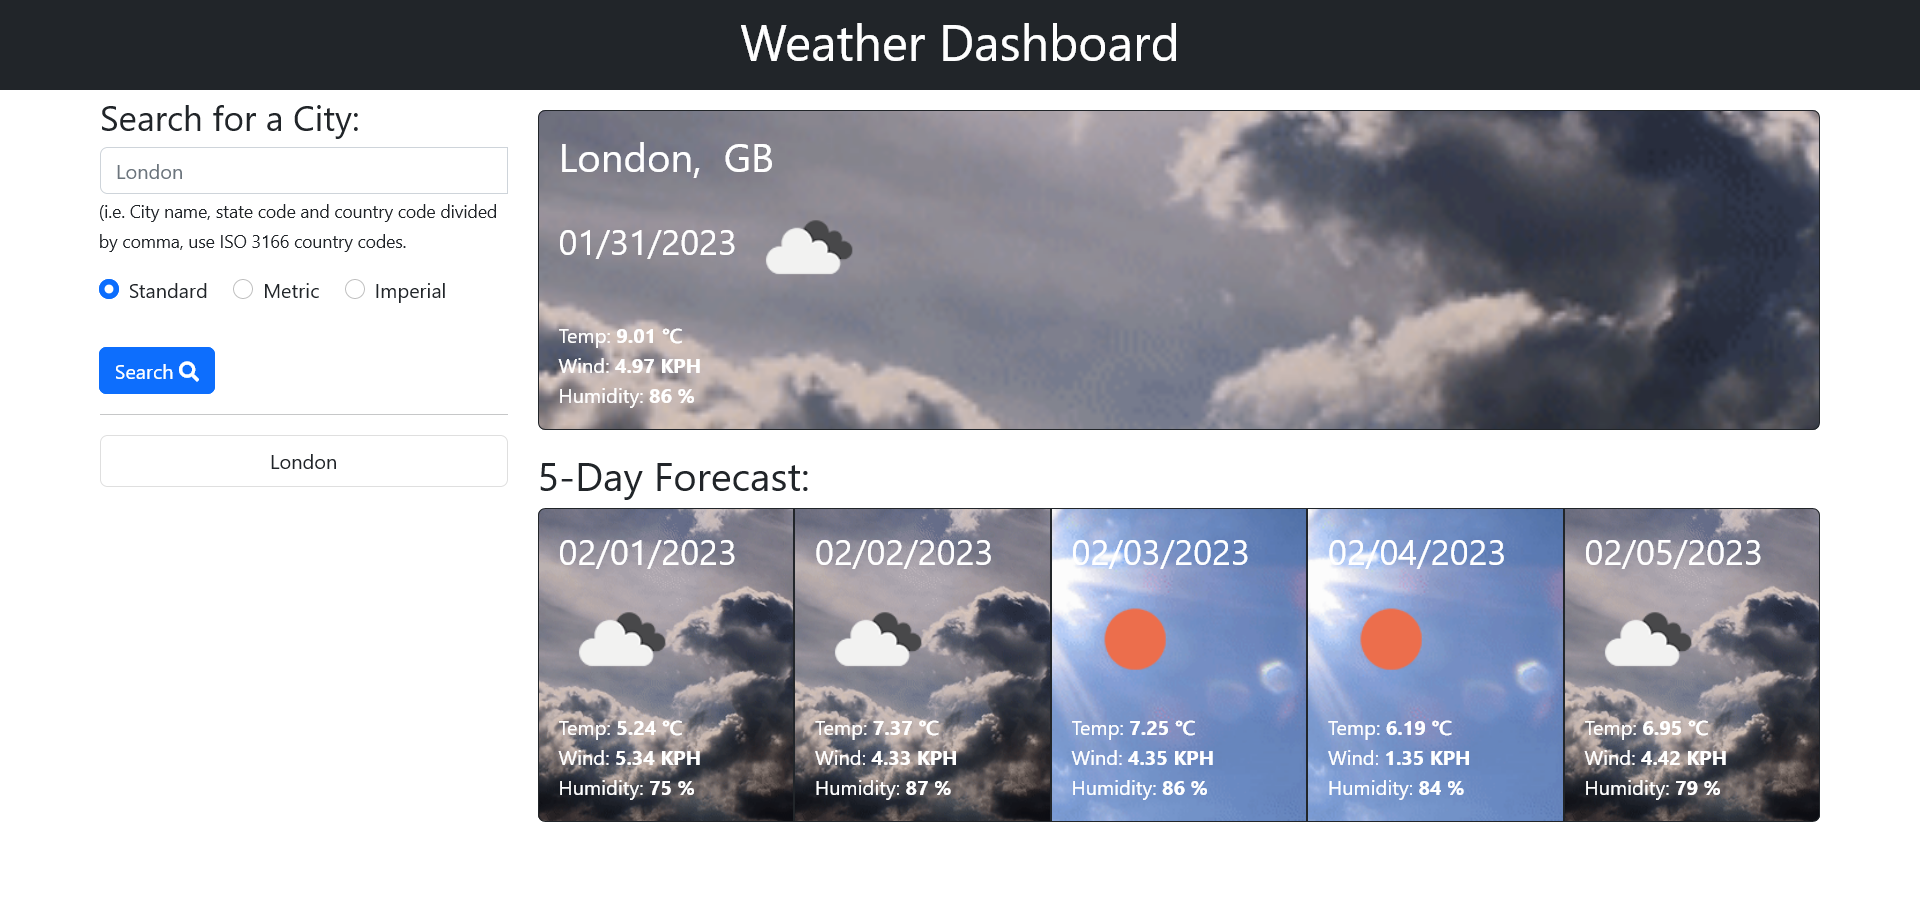 Weather Dashboard
Search for a City:
London
(i.e. City name, state code and country code divided
by comma, use ISO 3166 country codes.
Standard Metric Imperial
Search
London
London, GB
01/31/2023
Temp: 9.01 °C
Wind: 4.97 KPH
Humidity: 86 %
5-Day Forecast:
02/01/2023
Temp: 5.24 °C
Wind: 5.34 KPH
Humidity: 75 %
02/02/2023
Temp: 7.37 °C
Wind: 4.33 KPH
Humidity: 87 %
02/03/2023
Temp: 7.25 °C
Wind: 4.35 KPH
Humidity: 86 %
02/04/2023
Temp: 6.19 °C
Wind: 1.35 KPH
Humidity: 84 %
02/05/2023
Temp: 6.95 °C
Wind: 4.42 KPH
Humidity: 79 %